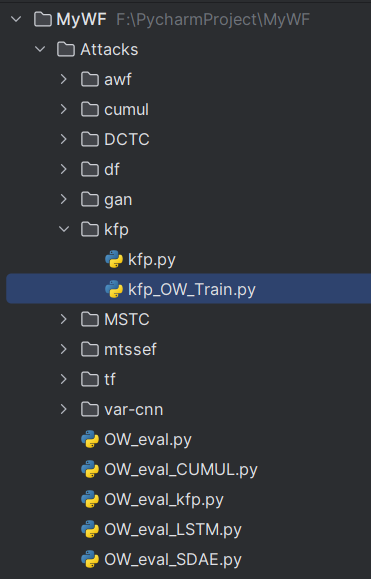 MyWF F:\PycharmProject\MyWF
Attacks
awf
cumul
DCTC
df
gan
kfp
kfp.py
kfp_OW_Train.py
MSTC
mtssef
tf
var-cnn
OW_eval.py
OW_eval_CUMUL.py
OW_eval_kfp.py
OW_eval_LSTM.py
OW_eval_SDAE.py